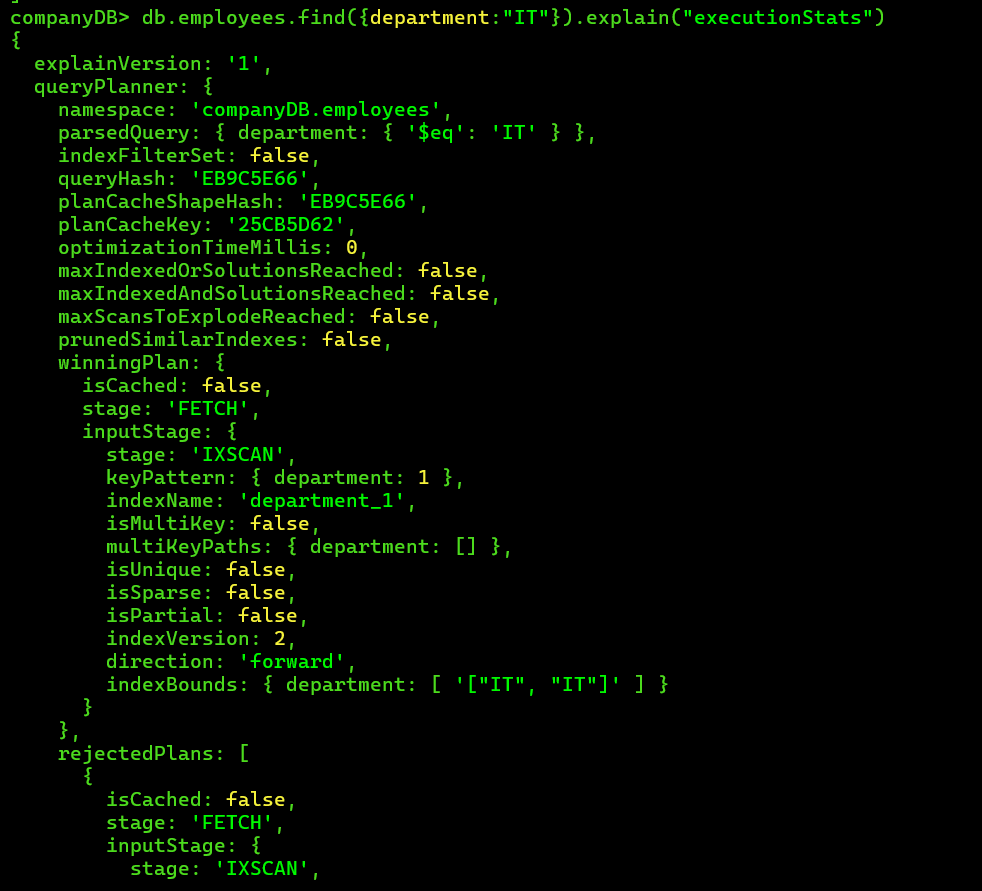 companyDB> db.employees.find({department:"IT"}).explain("executionStats")
{
  explainVersion: '1',
  queryPlanner: {
    namespace: 'companyDB.employees',
    parsedQuery: { department: { '$eq': 'IT' } },
    indexFilterSet: false,
    queryHash: 'EB9C5E66',
    planCacheShapeHash: 'EB9C5E66',
    planCacheKey: '25CB5D62',
    optimizationTimeMillis: 0,
    maxIndexedOrSolutionsReached: false,
    maxIndexedAndSolutionsReached: false,
    maxScansToExplodeReached: false,
    prunedSimilarIndexes: false,
    winningPlan: {
      isCached: false,
      stage: 'FETCH',
      inputStage: {
        stage: 'IXSCAN',
        keyPattern: { department: 1 },
        indexName: 'department_1',
        isMultiKey: false,
        multiKeyPaths: { department: [] },
        isUnique: false,
        isSparse: false,
        isPartial: false,
        indexVersion: 2,
        direction: 'forward',
        indexBounds: { department: [ '["IT", "IT"]' ] }
      }
    },
    rejectedPlans: [
      {
        isCached: false,
        stage: 'FETCH',
        inputStage: {
          stage: 'IXSCAN',